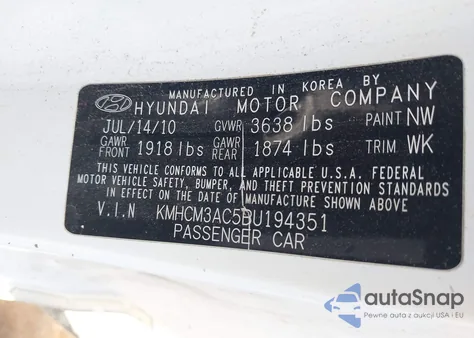 MANUFACTURED IN KOREA BY
HYUNDAI MOTOR COMPANY
JUL/14/10 GVWR 3638 lbs PAINT NW
GAWR FRONT 1918 lbs GAWR REAR 1874 lbs TRIM WK
THIS VEHICLE CONFORMS TO ALL APPLICABLE U.S.A. FEDERAL
MOTOR VEHICLE SAFETY, BUMPER, AND THEFT PREVENTION STANDARDS
IN EFFECT ON THE DATE OF MANUFACTURE SHOWN ABOVE.
V.I.N KMHCM3AC5BU194351
PASSENGER CAR
autoSnap
Pewne auta z aukcji USA i EU